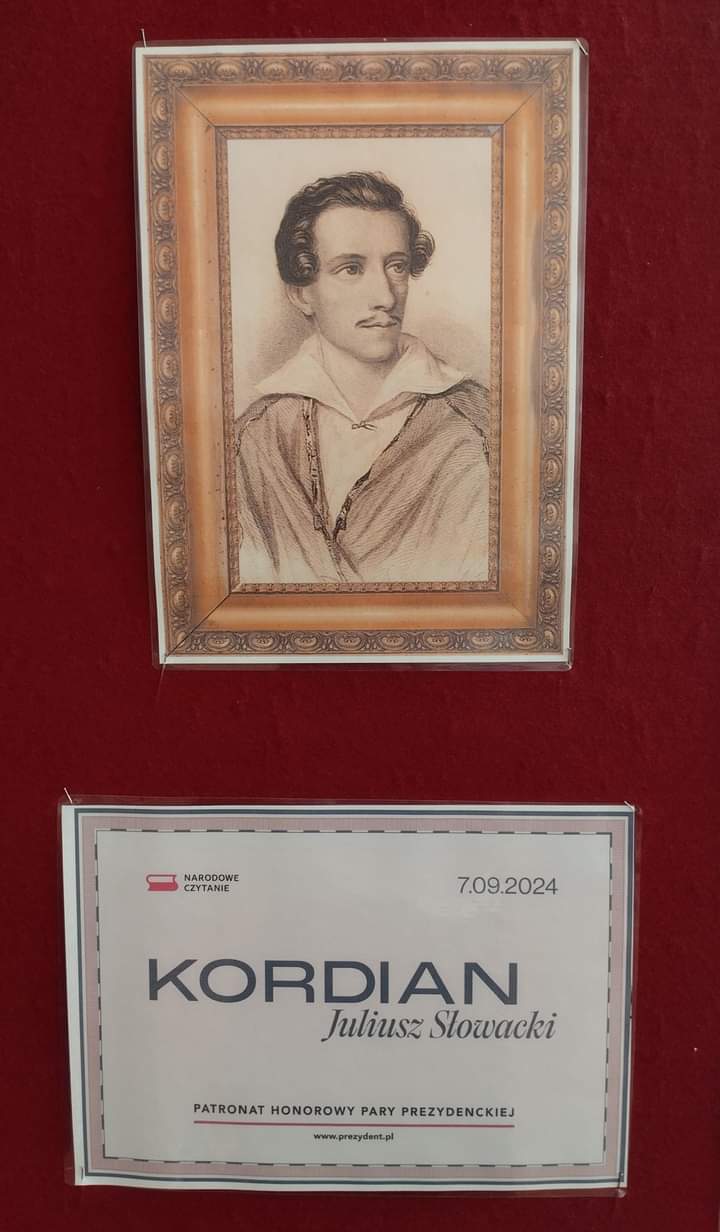 NARODOWE
CZYTANIE
7.09.2024
KORDIAN
Juliusz Słowacki
PATRONAT HONOROWY PARY PREZYDENCKIEJ
www.prezydent.pl